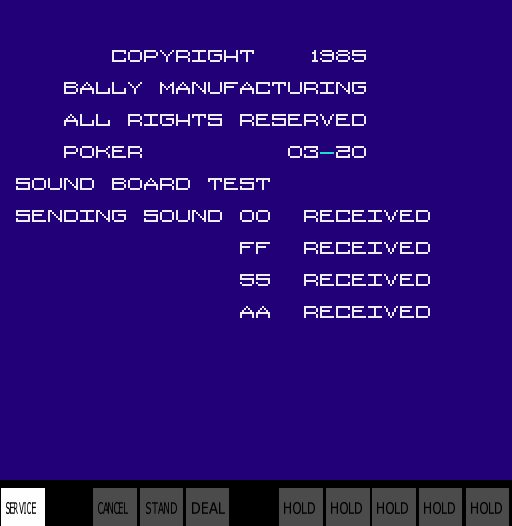 COPYRIGHT 1985
BALLY MANUFACTURING
ALL RIGHTS RESERVED
POKER 03-20
SOUND BOARD TEST
SENDING SOUND 00 RECEIVED
FF RECEIVED
55 RECEIVED
AA RECEIVED
SERVICE CANCEL STAND DEAL HOLD HOLD HOLD HOLD HOLD